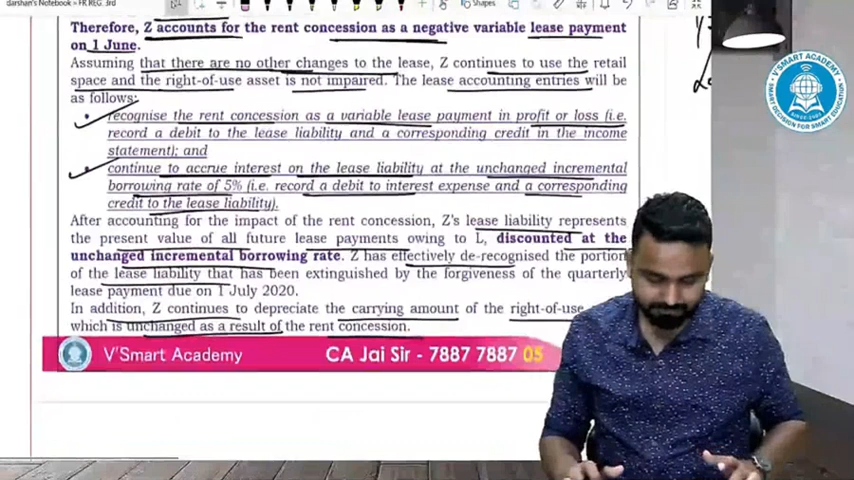 darshan's Notebook » FR REG. 3rd
Shapes
Therefore, Z accounts for the rent concession as a negative variable lease payment
on 1 June.
Assuming that there are no other changes to the lease, Z continues to use the retail
space and the right-of-use asset is not impaired. The lease accounting entries will be
as follows:
• recognise the rent concession as a variable lease payment in profit or loss (i.e.
record a debit to the lease liability and a corresponding credit in the income
statement); and
• continue to accrue interest on the lease liability at the unchanged incremental
borrowing rate of 5% (i.e. record a debit to interest expense and a corresponding
credit to the lease liability).
After accounting for the impact of the rent concession, Z's lease liability represents
the present value of all future lease payments owing to L, discounted at the
unchanged incremental borrowing rate. Z has effectively de-recognised the portion
of the lease liability that has been extinguished by the forgiveness of the quarterly
lease payment due on 1 July 2020.
In addition, Z continues to depreciate the carrying amount of the right-of-use
which is unchanged as a result of the rent concession.
V'Smart Academy CA Jai Sir - 7887 7887 05
V'SMART ACADEMY
DECISION FOR SMART EDUCATION